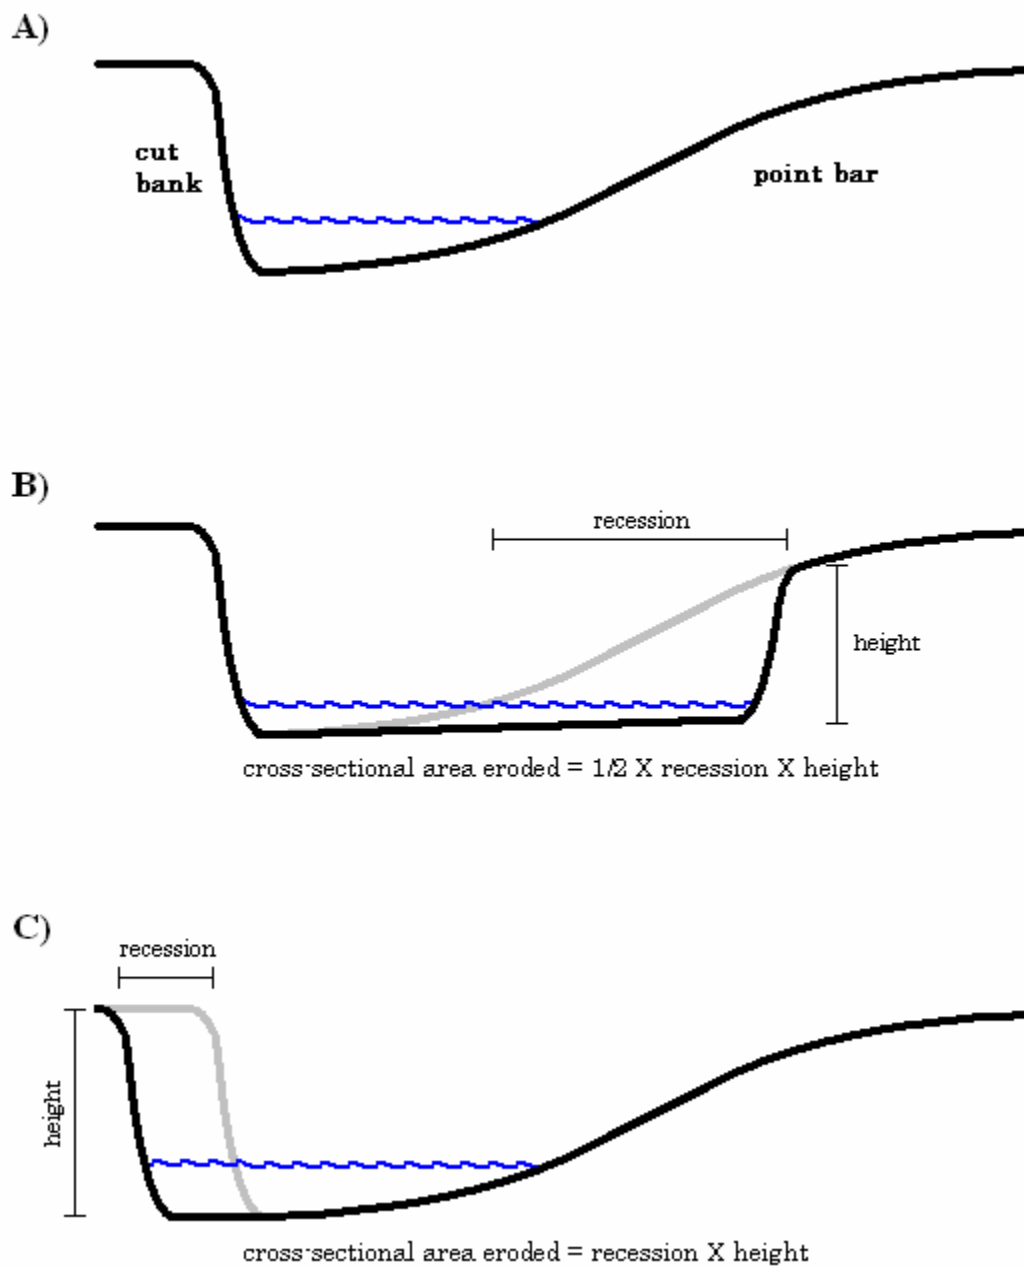 A)
cut
bank
point bar
B)
recession
height
cross-sectional area eroded = 1/2 X recession X height
C)
recession
height
cross-sectional area eroded = recession X height